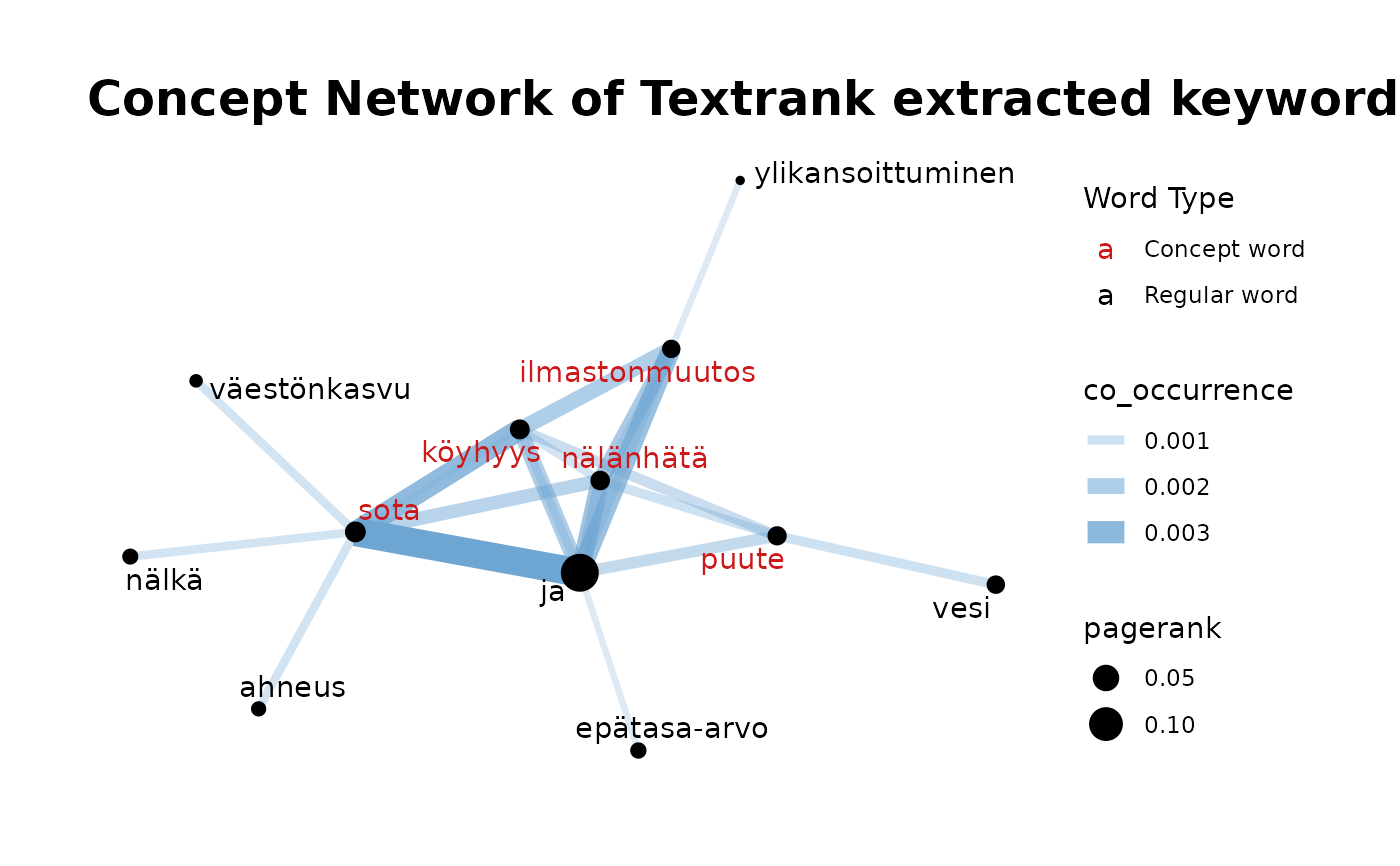 Concept Network of Textrank extracted keyword
ylikansoittuminen
Word Type
a Concept word
a Regular word
ilmastonmuutos
väestönkasvu
co_occurrence
köyhyys
nälänhätä
0.001
0.002
0.003
sota
puute
nälkä
ja
vesi
pagerank
0.05
0.10
ahneus
epätasa-arvo